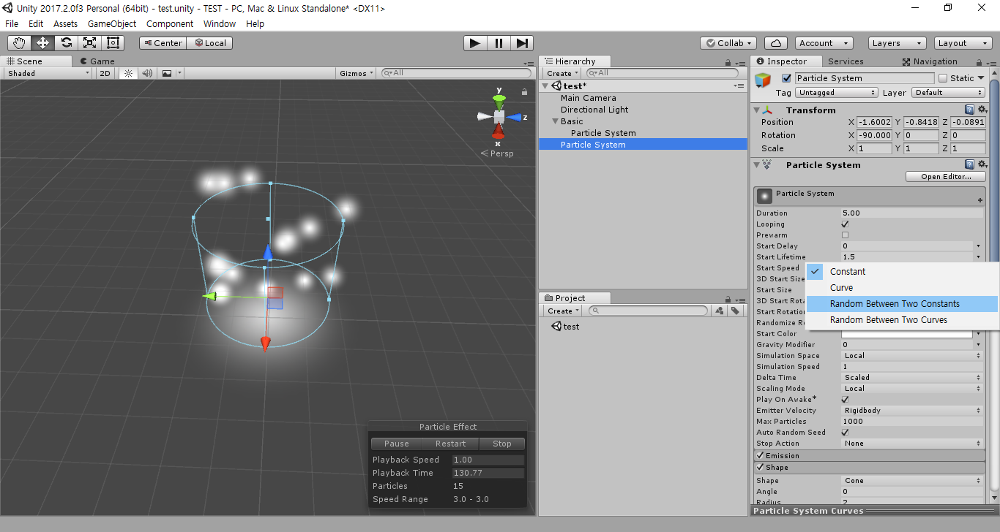 Unity 2017.2.0f3 Personal (64bit) - test.unity - TEST - PC, Mac & Linux Standalone* <DX11>
File Edit Assets GameObject Component Window Help
Center Local Collab Account Layers Layout
Scene Game
Shaded 2D Gizmos All
y
z
x
Persp
Particle Effect
Pause Restart Stop
Playback Speed 1.00
Playback Time 130.77
Particles 15
Speed Range 3.0 - 3.0
Hierarchy
Create All
test*
Main Camera
Directional Light
Basic
Particle System
Particle System
Project
Create
test
Inspector Services Navigation
Particle System Static
Tag Untagged Layer Default
Transform
Position X -1.6002 Y -0.8418 Z -0.0891
Rotation X -90.000 Y 0 Z 0
Scale X 1 Y 1 Z 1
Particle System
Open Editor...
Particle System
Duration 5.00
Looping
Prewarm
Start Delay 0
Start Lifetime 1.5
Start Speed
3D Start Size
Start Size
3D Start Rota
Start Rotation
Randomize Ro
Constant
Curve
Random Between Two Constants
Random Between Two Curves
Start Color
Gravity Modifier 0
Simulation Space Local
Simulation Speed 1
Delta Time Scaled
Scaling Mode Local
Play On Awake*
Emitter Velocity Rigidbody
Max Particles 1000
Auto Random Seed
Stop Action None
Emission
Shape
Shape Cone
Angle 0
Radius 2
Particle System Curves